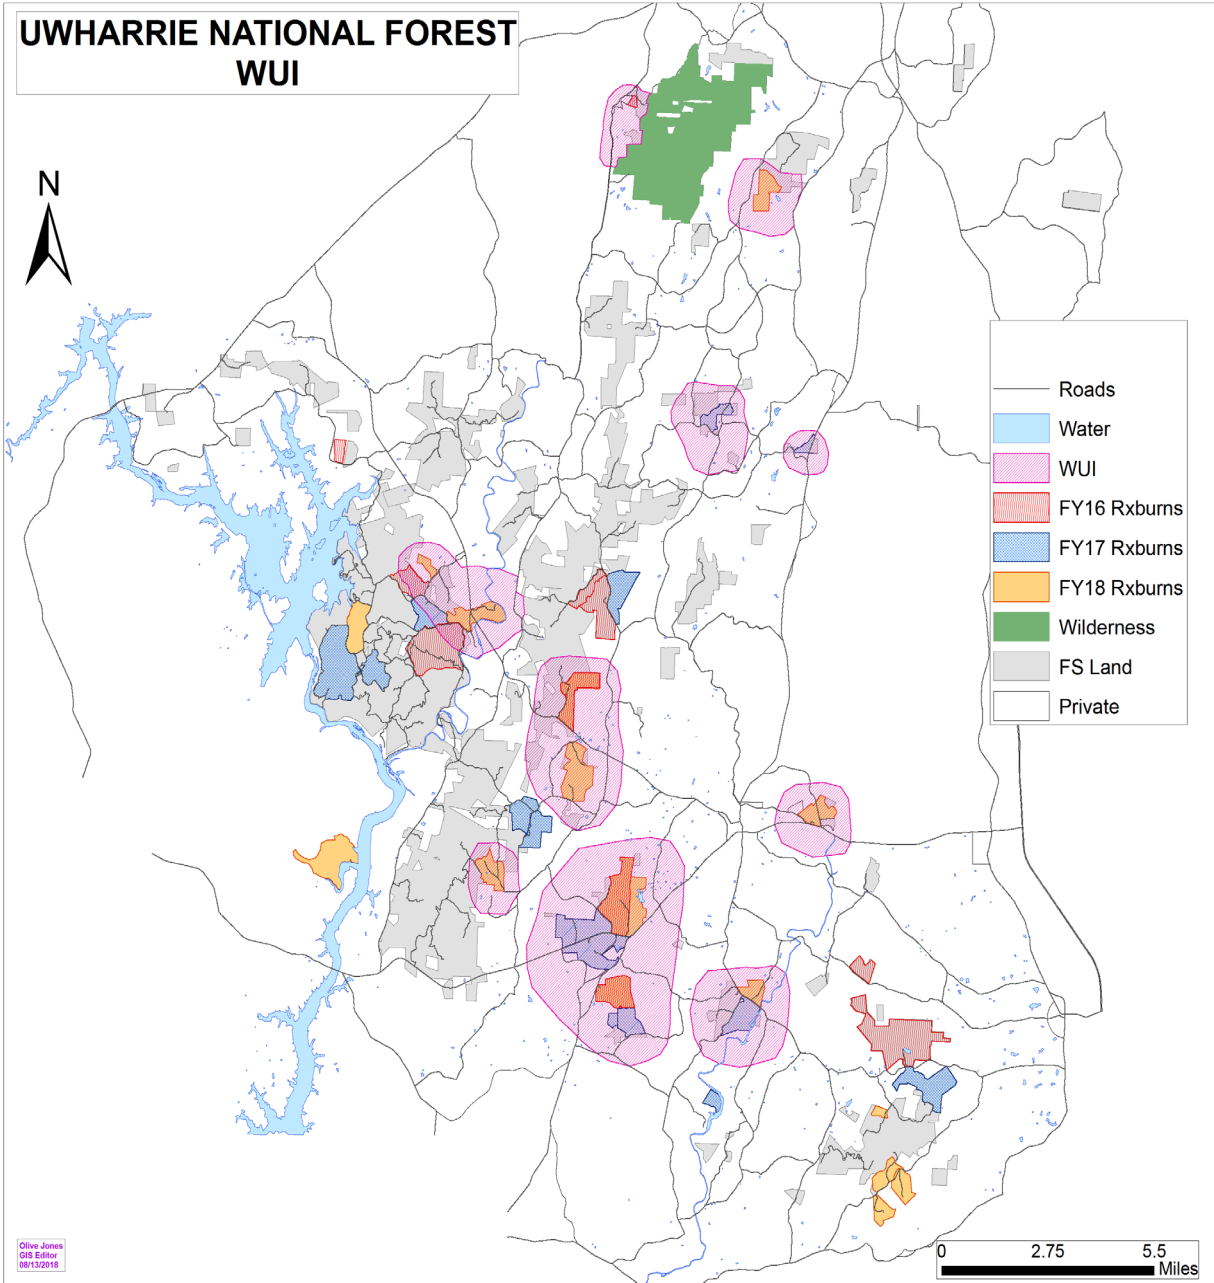 UWHARRIE NATIONAL FOREST
WUI
N
Roads
Water
WUI
FY16 Rxburns
FY17 Rxburns
FY18 Rxburns
Wilderness
FS Land
Private
Olive Jones
GIS Editor
08/13/2018
0 2.75 5.5
Miles